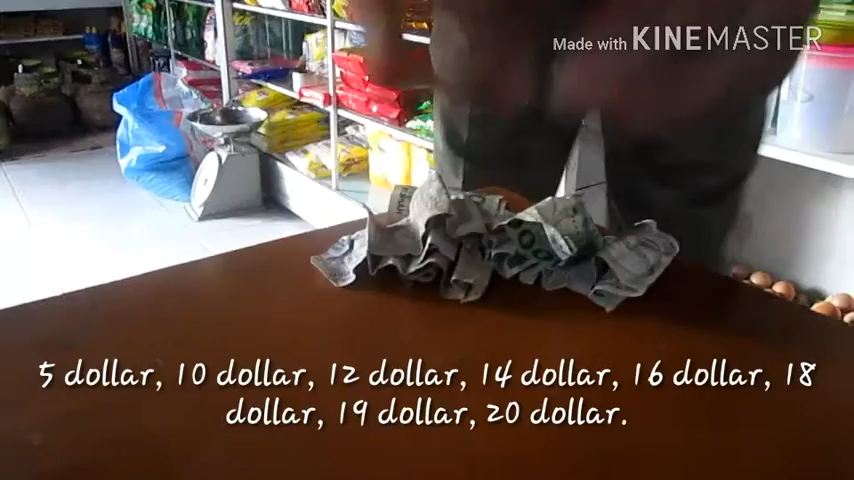 Made with KINEMASTER
5 dollar, 10 dollar, 12 dollar, 14 dollar, 16 dollar, 18
dollar, 19 dollar, 20 dollar.